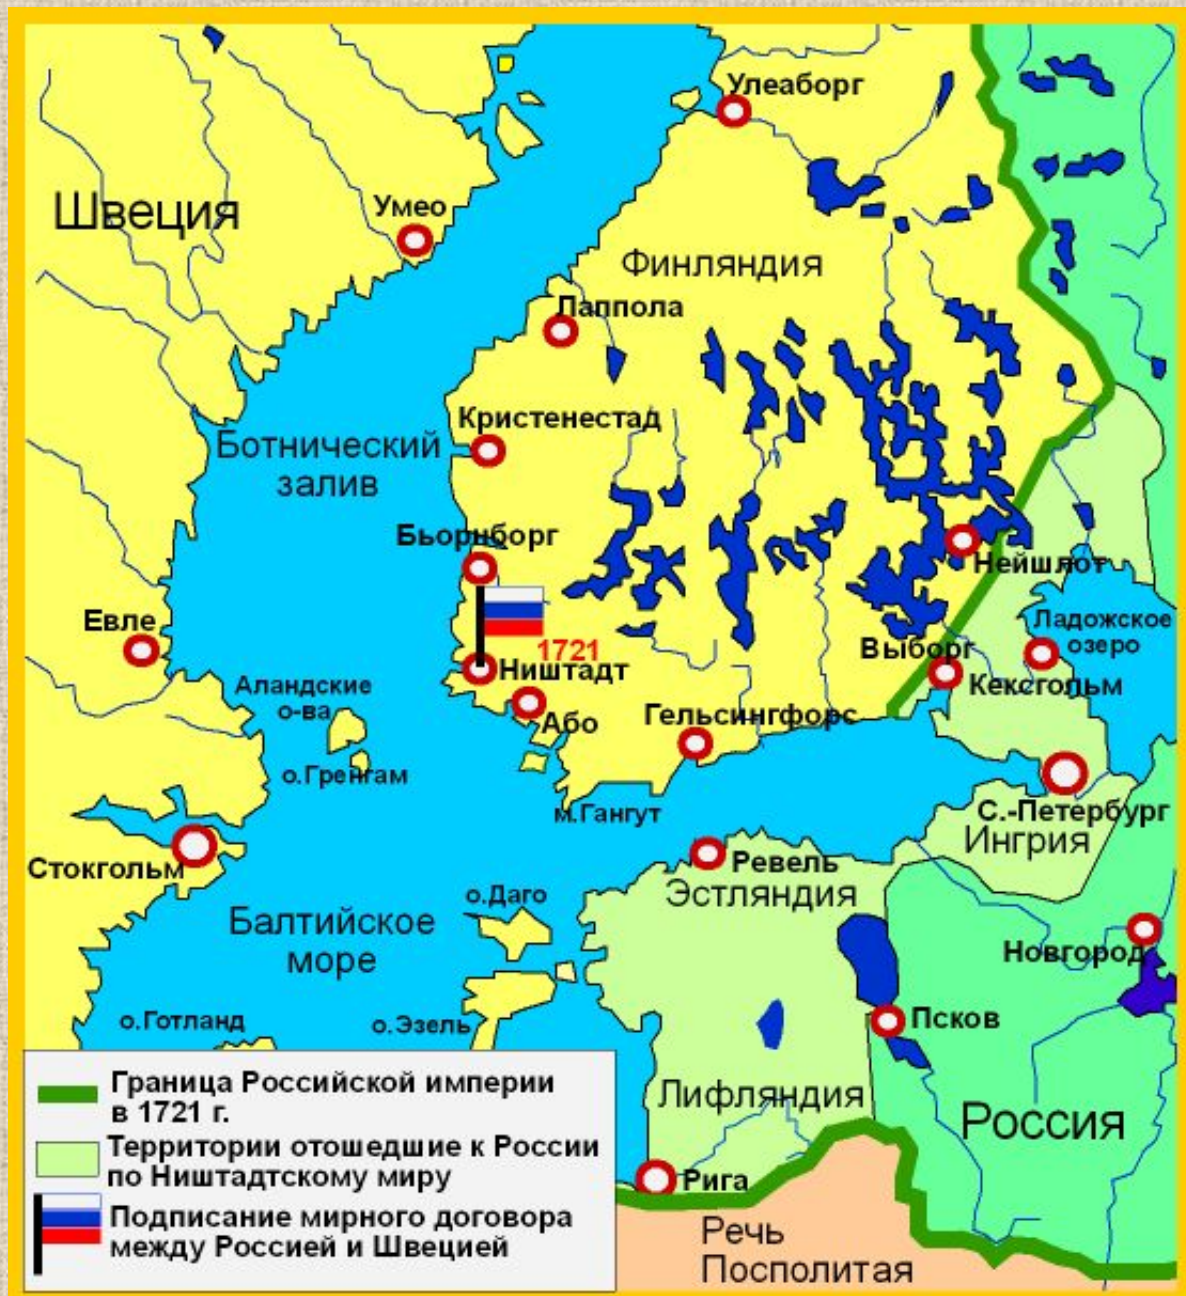 Улеаборг
Швеция
Умео
Финляндия
Лаппола
Кристенестад
Ботнический
залив
Бьорнборг
Нейшлот
Евле
1721
Ништадт
Выборг
Ладожское
озеро
Кексгольм
Аландские
о-ва
Або
Гельсингфорс
о.Гренгам
м.Гангут
С.-Петербург
Ингрия
Стокгольм
Ревель
Эстляндия
о.Даго
Балтийское
море
Новгород
о.Готланд
о.Эзель
Псков
Лифляндия
Россия
Рига
Речь
Посполитая
Граница Российской империи
в 1721 г.
Территории отошедшие к России
по Ништадтскому миру
Подписание мирного договора
между Россией и Швецией